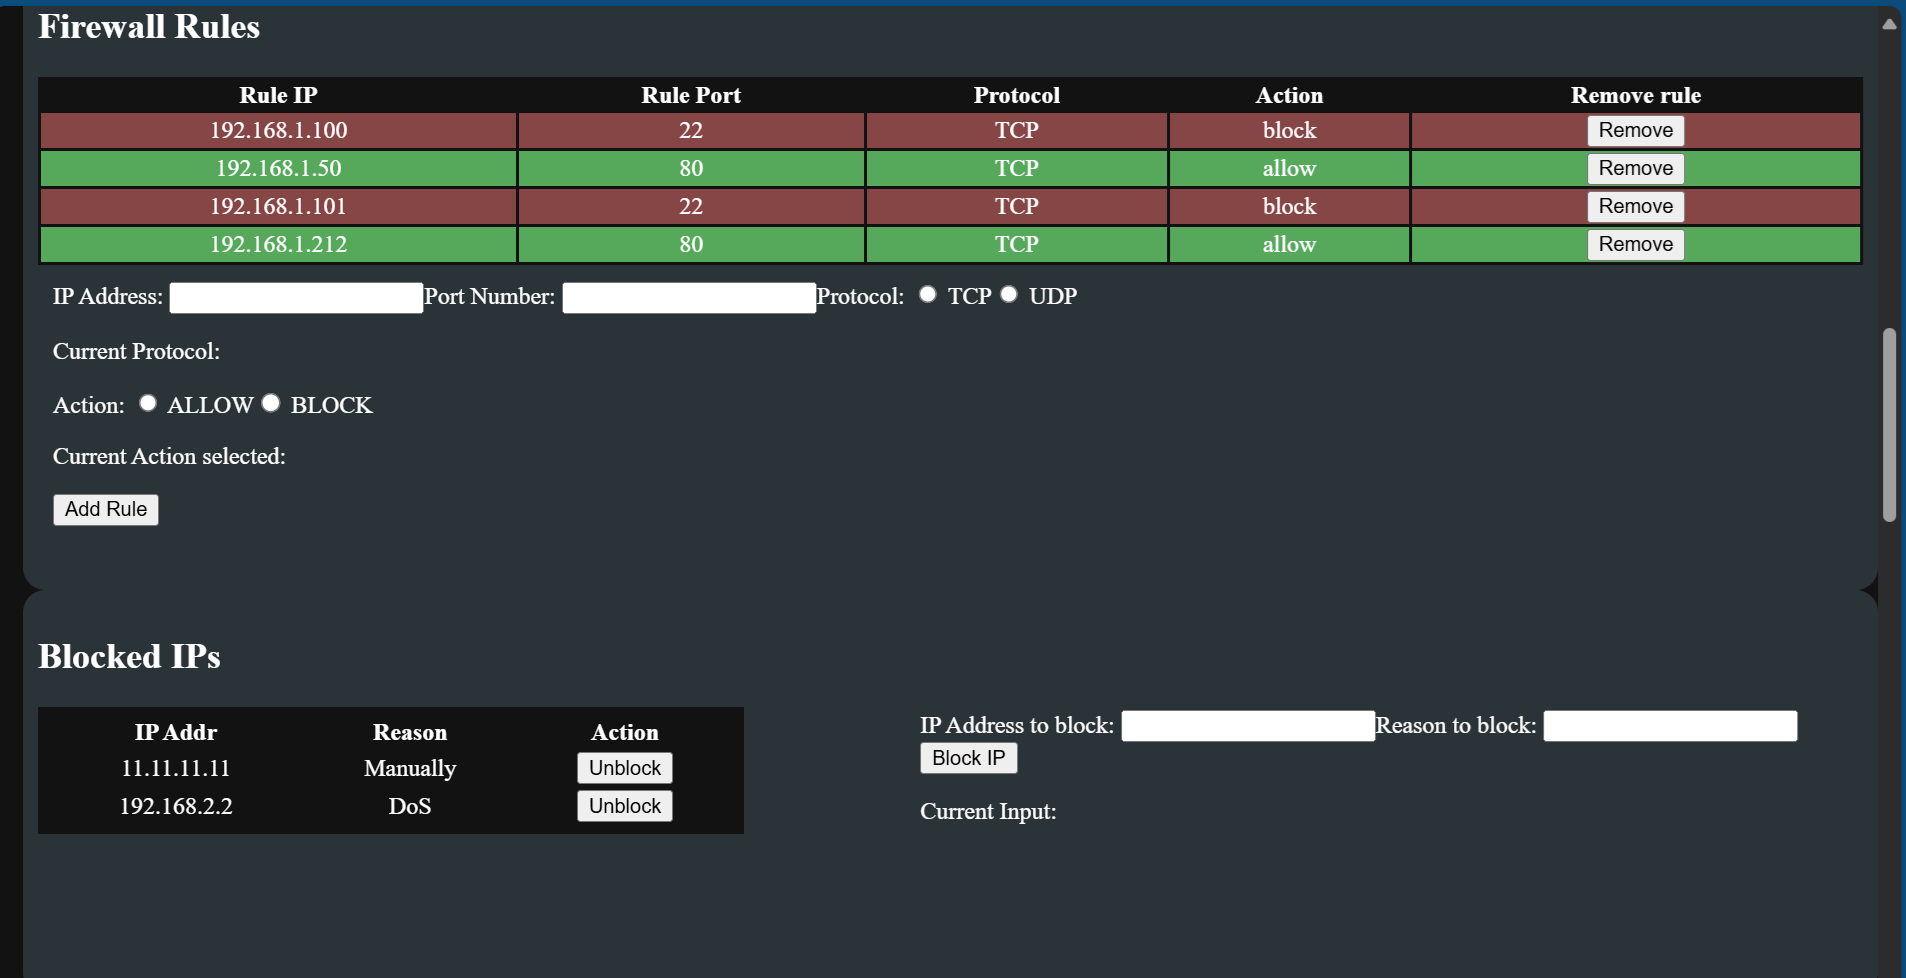 Firewall Rules
Rule IP Rule Port Protocol Action Remove rule
192.168.1.100 22 TCP block Remove
192.168.1.50 80 TCP allow Remove
192.168.1.101 22 TCP block Remove
192.168.1.212 80 TCP allow Remove
IP Address: Port Number: Protocol: TCP UDP
Current Protocol:
Action: ALLOW BLOCK
Current Action selected:
Add Rule
Blocked IPs
IP Addr Reason Action
11.11.11.11 Manually Unblock
192.168.2.2 DoS Unblock
IP Address to block: Reason to block:
Block IP
Current Input: